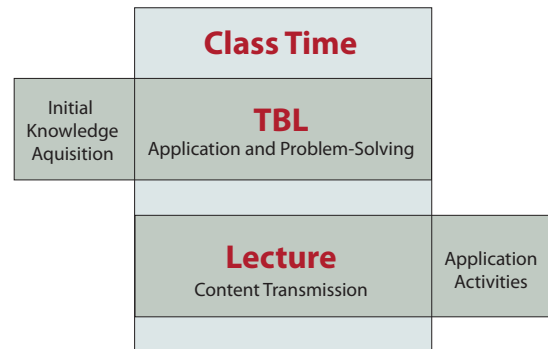 Class Time
Initial
Knowledge
Aquisition
TBL
Application and Problem-Solving
Lecture
Content Transmission
Application
Activities